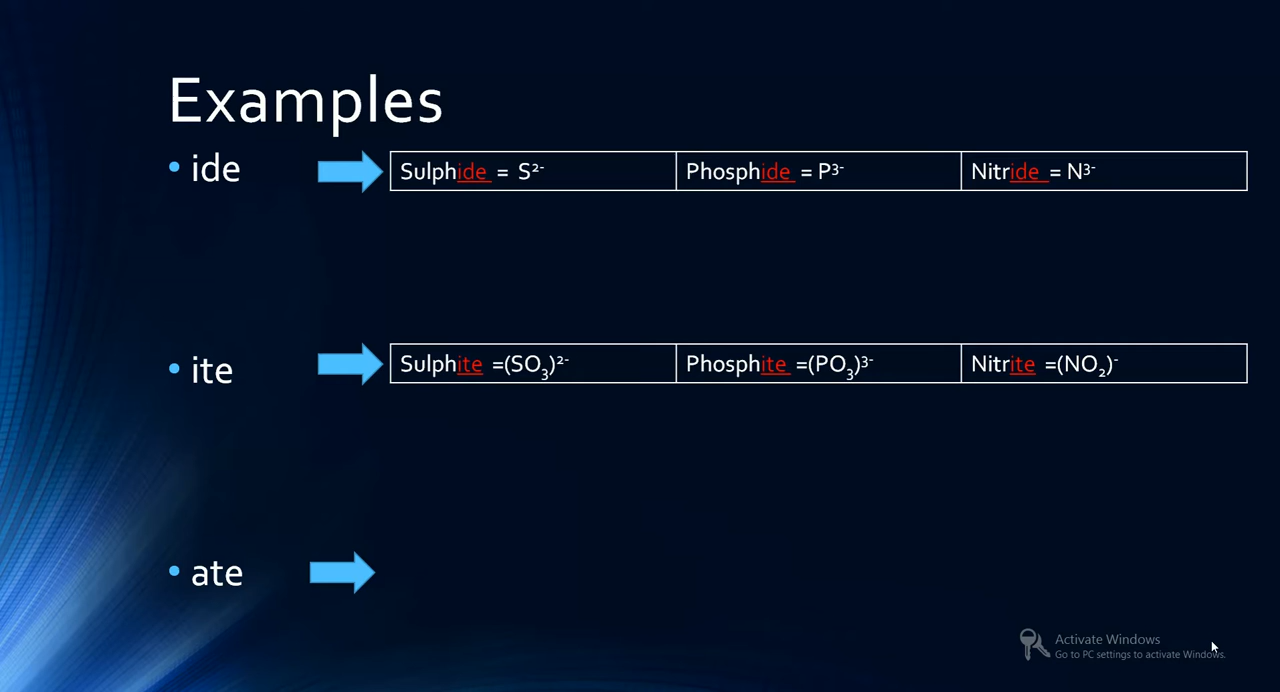 Examples
• ide
Sulphide = S²⁻ Phosphide = P³⁻ Nitride = N³⁻
• ite
Sulphite =(SO₃)²⁻ Phosphite =(PO₃)³⁻ Nitrite =(NO₂)⁻
• ate
Activate Windows
Go to PC settings to activate Windows.